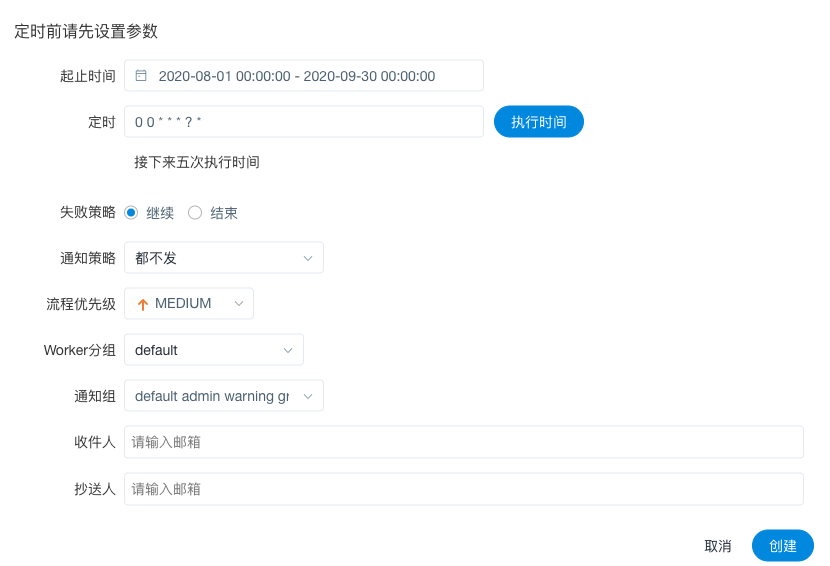 定时前请先设置参数
起止时间 2020-08-01 00:00:00 - 2020-09-30 00:00:00
定时 0 0 * * * ? * 执行时间
接下来五次执行时间
失败策略 继续 结束
通知策略 都不发
流程优先级 MEDIUM
Worker分组 default
通知组 default admin warning gr
收件人 请输入邮箱
抄送人 请输入邮箱
取消 创建